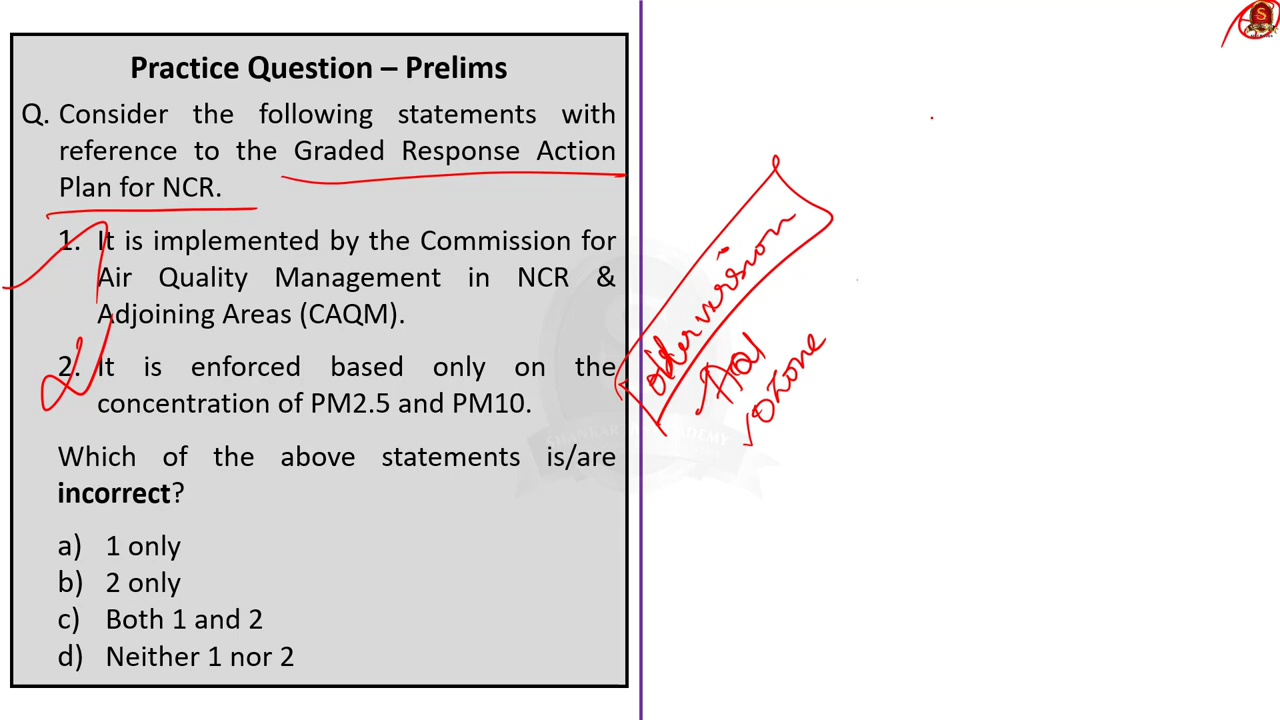 Practice Question – Prelims
Q. Consider the following statements with
reference to the Graded Response Action
Plan for NCR.
1. It is implemented by the Commission for
Air Quality Management in NCR &
Adjoining Areas (CAQM).
2. It is enforced based only on the
concentration of PM2.5 and PM10.
Which of the above statements is/are
incorrect?
a) 1 only
b) 2 only
c) Both 1 and 2
d) Neither 1 nor 2
older version
ozone
S